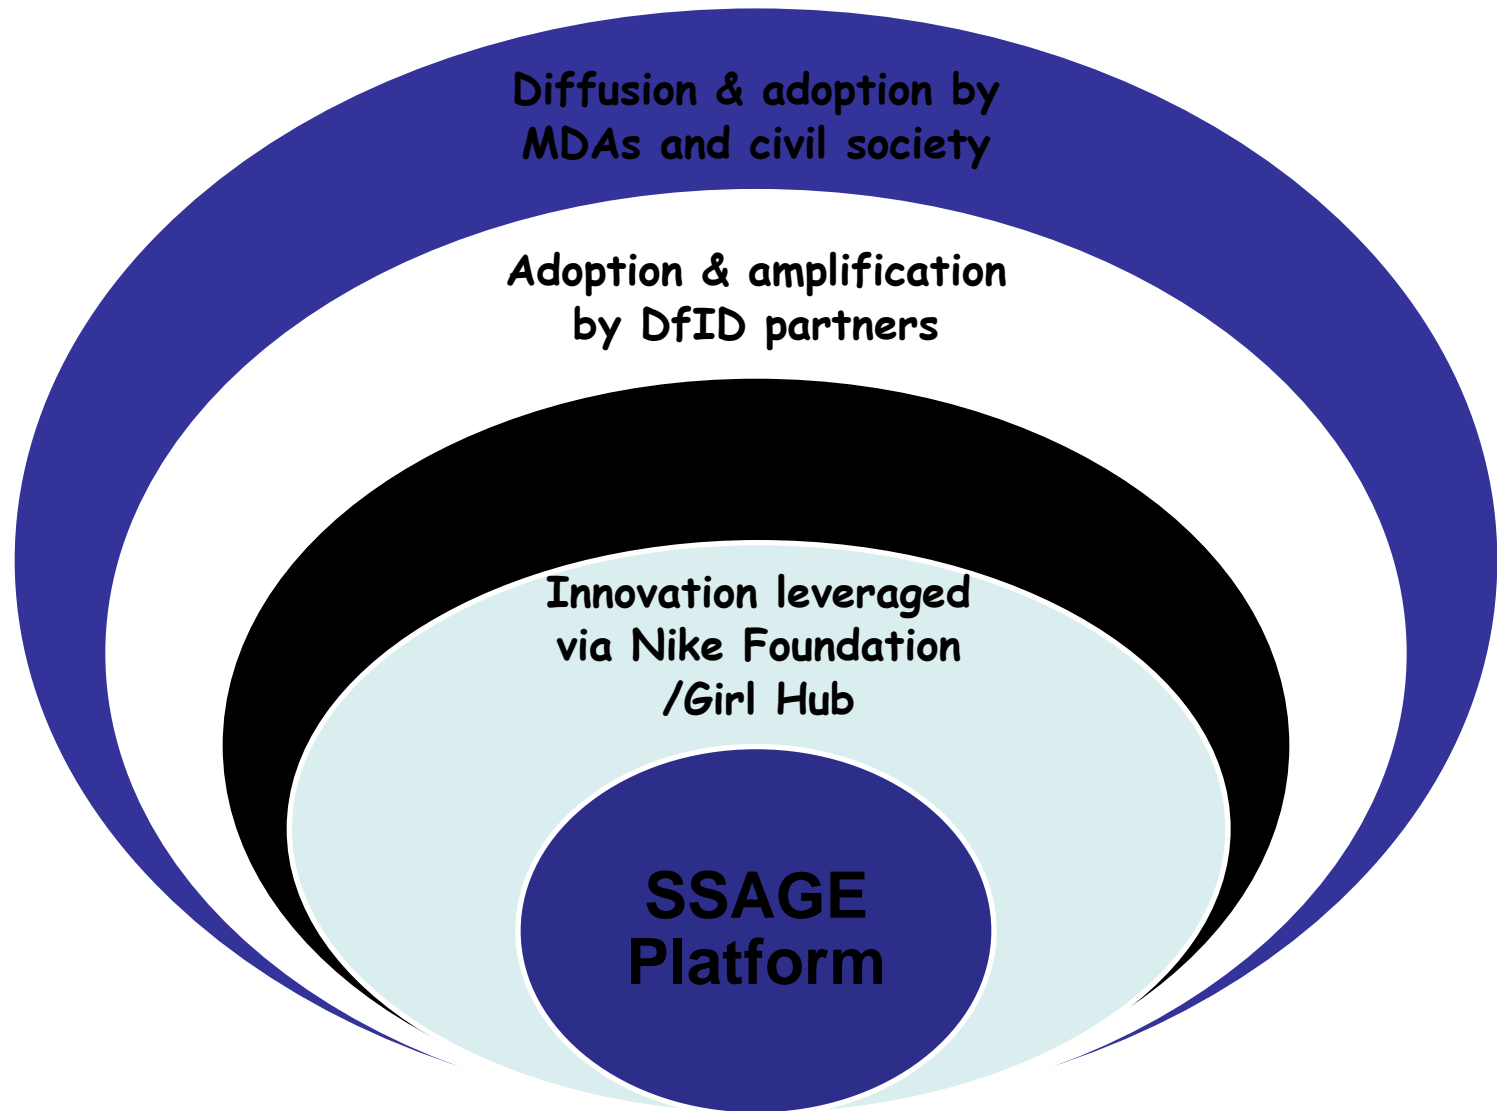 Diffusion & adoption by
MDAs and civil society
Adoption & amplification
by DfID partners
Innovation leveraged
via Nike Foundation
/Girl Hub
SSAGE
Platform